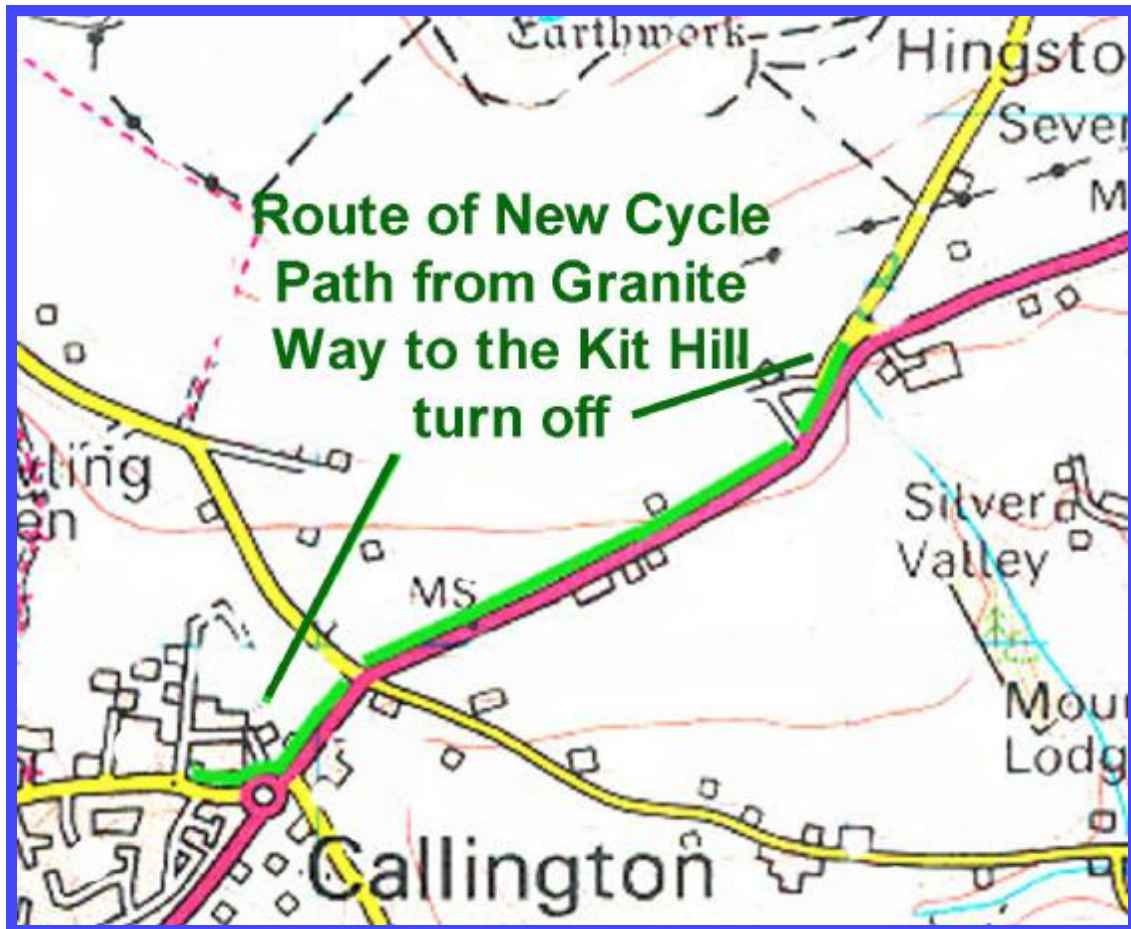 Earthwork
Hingsto
Sever
M
Route of New Cycle
Path from Granite
Way to the Kit Hill
turn off
wling
en
Silver
Valley
MS
Moun
Lodg
Callington